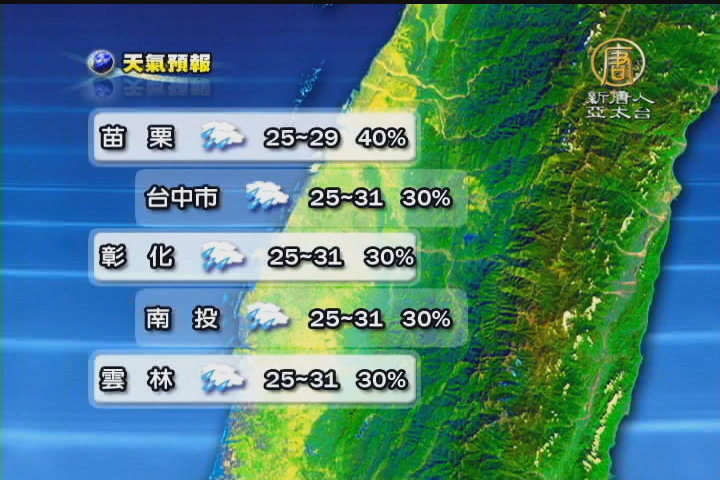 天氣預報
唐
新唐人
亞太台
苗 栗 25~29 40%
台中市 25~31 30%
彰 化 25~31 30%
南 投 25~31 30%
雲 林 25~31 30%